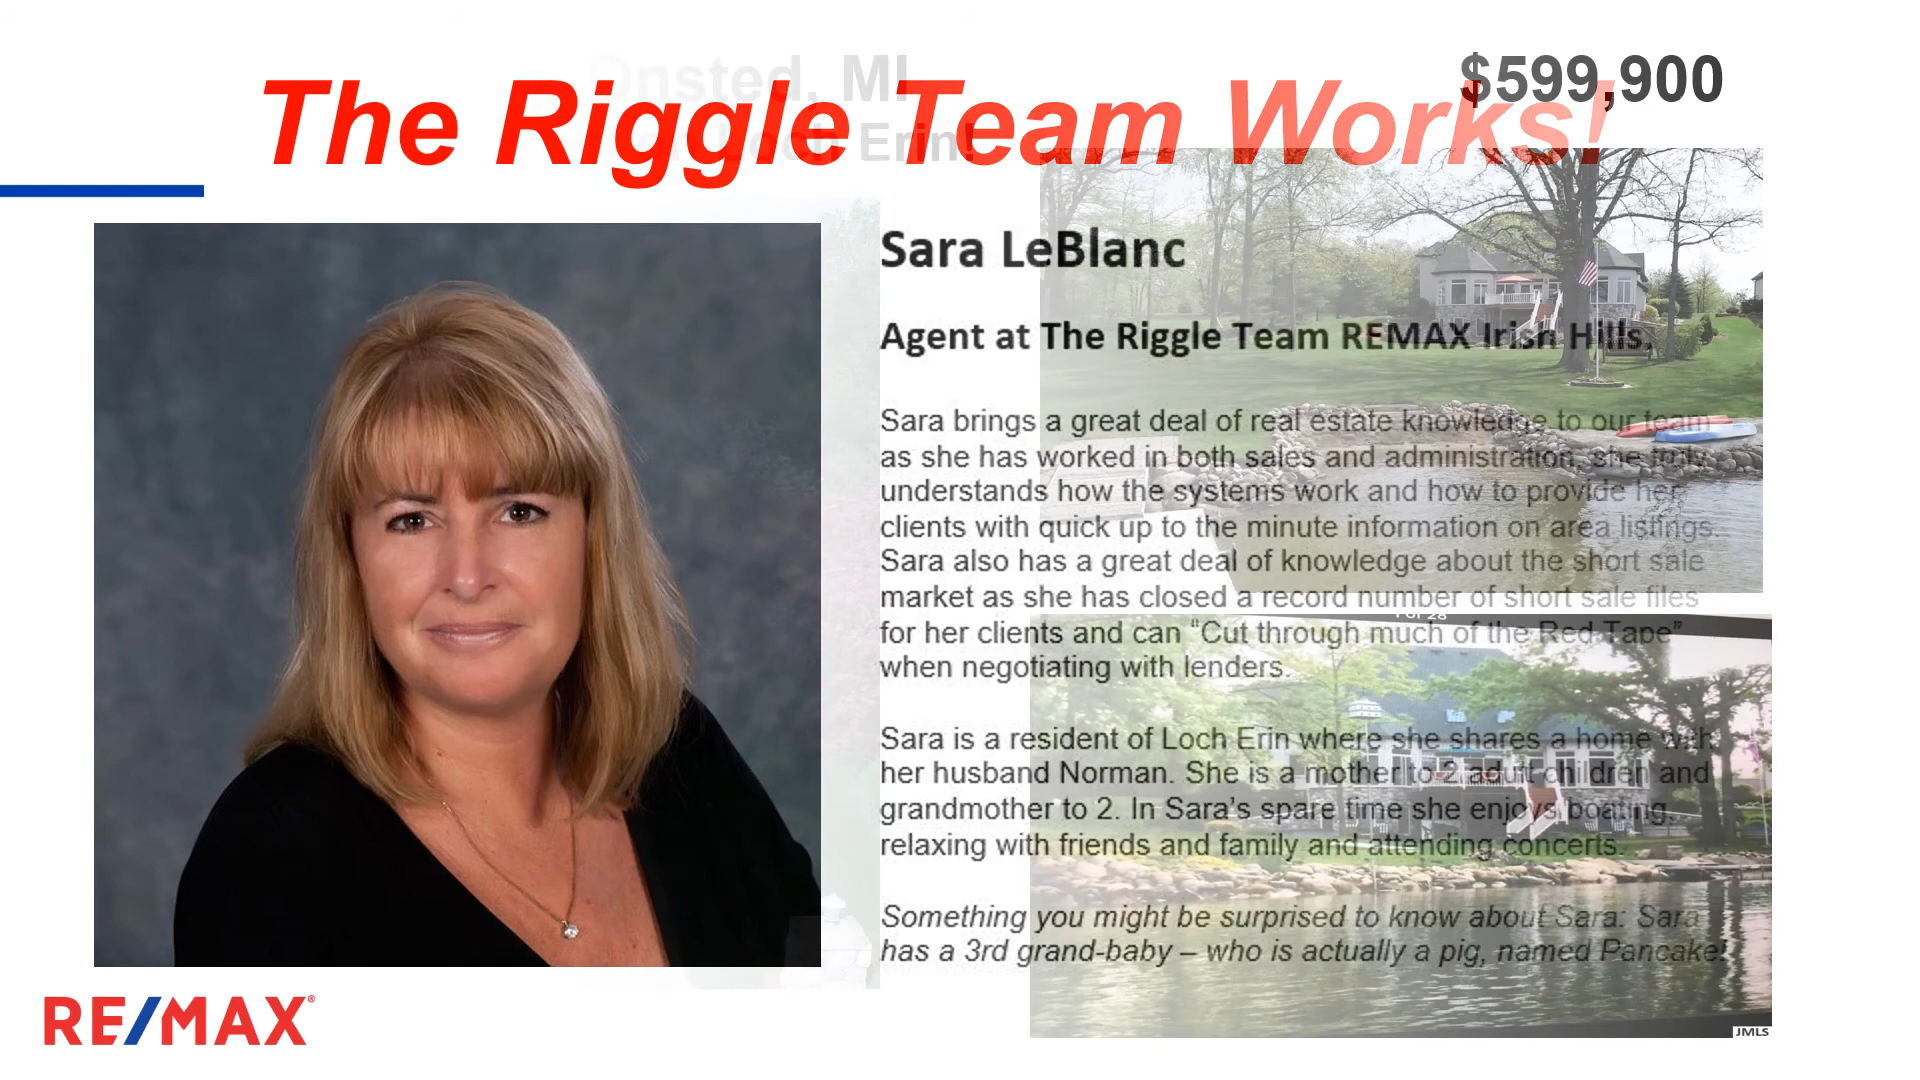 Onsted, MI
$599,900
The Riggle Team Works!
Loch Erin!
Sara LeBlanc
Agent at The Riggle Team REMAX Irish Hills.
Sara brings a great deal of real estate knowledge to our team
as she has worked in both sales and administration, she truly
understands how the systems work and how to provide her
clients with quick up to the minute information on area listings.
Sara also has a great deal of knowledge about the short sale
market as she has closed a record number of short sale files
1 of 28
for her clients and can “Cut through much of the Red Tape”
when negotiating with lenders.
Sara is a resident of Loch Erin where she shares a home with
her husband Norman. She is a mother to 2 adult children and
grandmother to 2. In Sara’s spare time she enjoys boating,
relaxing with friends and family and attending concerts.
Something you might be surprised to know about Sara: Sara
has a 3rd grand-baby – who is actually a pig, named Pancake!
RE/MAX®
JMLS